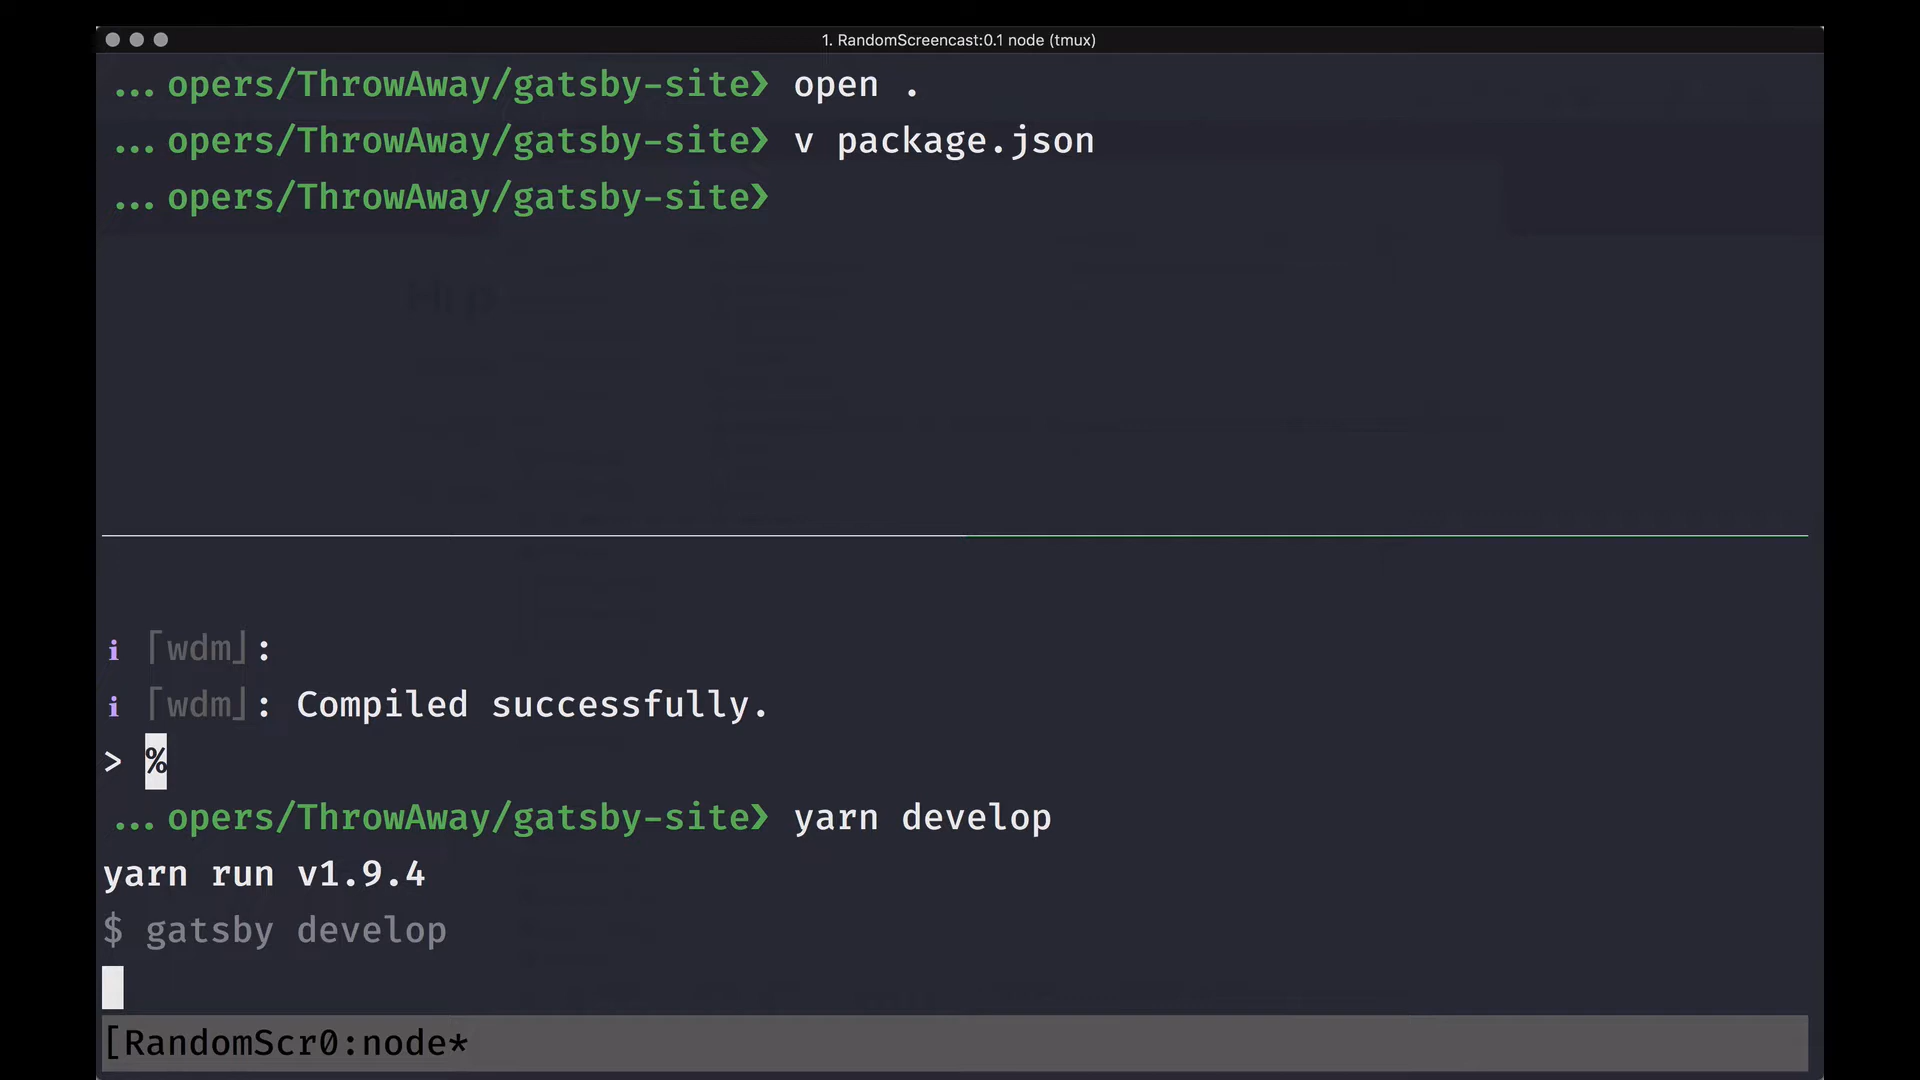 1. RandomScreencast:0.1 node (tmux)
... opers/ThrowAway/gatsby-site❯ open .
... opers/ThrowAway/gatsby-site❯ v package.json
... opers/ThrowAway/gatsby-site❯
i ｢wdm｣:
i ｢wdm｣: Compiled successfully.
> %
... opers/ThrowAway/gatsby-site❯ yarn develop
yarn run v1.9.4
$ gatsby develop
[RandomScr0:node*